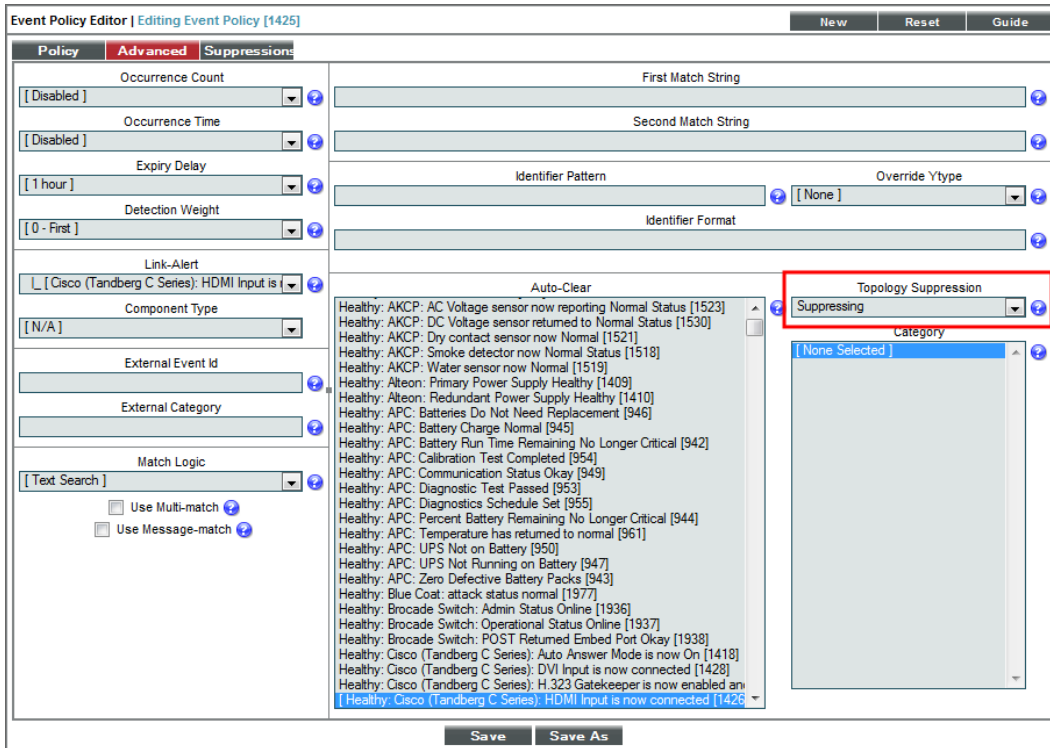 Event Policy Editor | Editing Event Policy [1425]
New
Reset
Guide
Policy
Advanced
Suppressions
Occurrence Count
[ Disabled ]
Occurrence Time
[ Disabled ]
Expiry Delay
[ 1 hour ]
Detection Weight
[ 0 - First ]
Link-Alert
|_ [ Cisco (Tandberg C Series): HDMI Input is
Component Type
[ N/A ]
External Event Id
External Category
Match Logic
[ Text Search ]
Use Multi-match
Use Message-match
First Match String
Second Match String
Identifier Pattern
Override Ytype
[ None ]
Identifier Format
Auto-Clear
Healthy: AKCP: AC Voltage sensor now reporting Normal Status [1523]
Healthy: AKCP: DC Voltage sensor returned to Normal Status [1530]
Healthy: AKCP: Dry contact sensor now Normal [1521]
Healthy: AKCP: Smoke detector now Normal Status [1518]
Healthy: AKCP: Water sensor now Normal [1519]
Healthy: Alteon: Primary Power Supply Healthy [1409]
Healthy: Alteon: Redundant Power Supply Healthy [1410]
Healthy: APC: Batteries Do Not Need Replacement [946]
Healthy: APC: Battery Charge Normal [945]
Healthy: APC: Battery Run Time Remaining No Longer Critical [942]
Healthy: APC: Calibration Test Completed [954]
Healthy: APC: Communication Status Okay [949]
Healthy: APC: Diagnostic Test Passed [953]
Healthy: APC: Diagnostics Schedule Set [955]
Healthy: APC: Percent Battery Remaining No Longer Critical [944]
Healthy: APC: Temperature has returned to normal [961]
Healthy: APC: UPS Not on Battery [950]
Healthy: APC: UPS Not Running on Battery [947]
Healthy: APC: Zero Defective Battery Packs [943]
Healthy: Blue Coat: attack status normal [1977]
Healthy: Brocade Switch: Admin Status Online [1936]
Healthy: Brocade Switch: Operational Status Online [1937]
Healthy: Brocade Switch: POST Returned Embed Port Okay [1938]
Healthy: Cisco (Tandberg C Series): Auto Answer Mode is now On [1418]
Healthy: Cisco (Tandberg C Series): DVI Input is now connected [1428]
Healthy: Cisco (Tandberg C Series): H.323 Gatekeeper is now enabled an
[ Healthy: Cisco (Tandberg C Series): HDMI Input is now connected [1426
Topology Suppression
Suppressing
Category
[ None Selected ]
Save
Save As